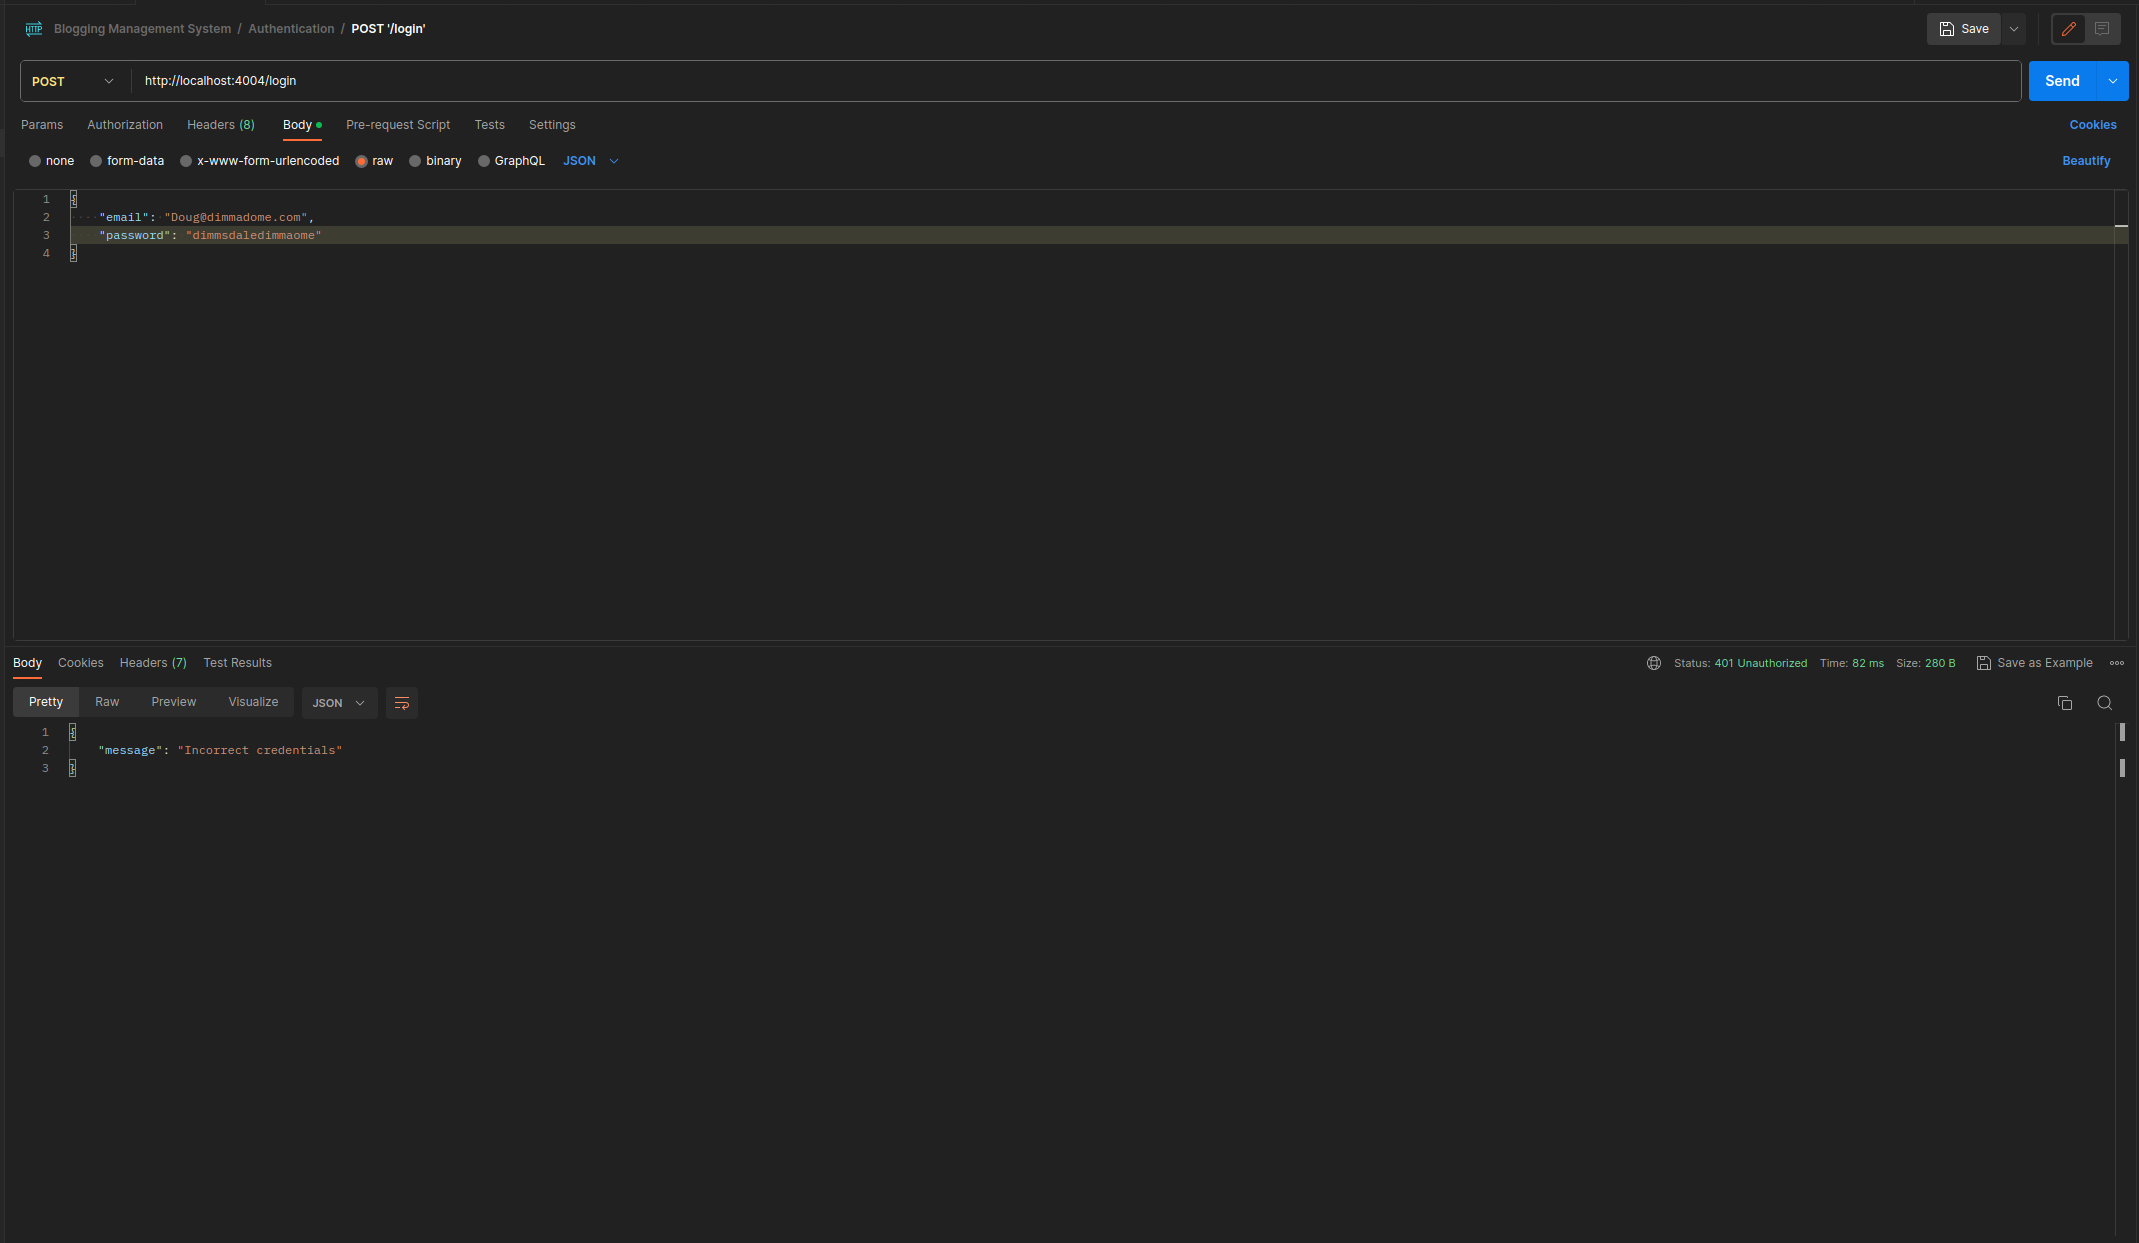 HTTP Blogging Management System / Authentication / POST '/login' Save
POST http://localhost:4004/login Send
Params Authorization Headers (8) Body Pre-request Script Tests Settings Cookies
none form-data x-www-form-urlencoded raw binary GraphQL JSON Beautify
1 {
2 "email": "Doug@dimmadome.com",
3 "password": "dimmsdaledimmaome"
4 }
Body Cookies Headers (7) Test Results Status: 401 Unauthorized Time: 82 ms Size: 280 B Save as Example
Pretty Raw Preview Visualize JSON
1 {
2 "message": "Incorrect credentials"
3 }